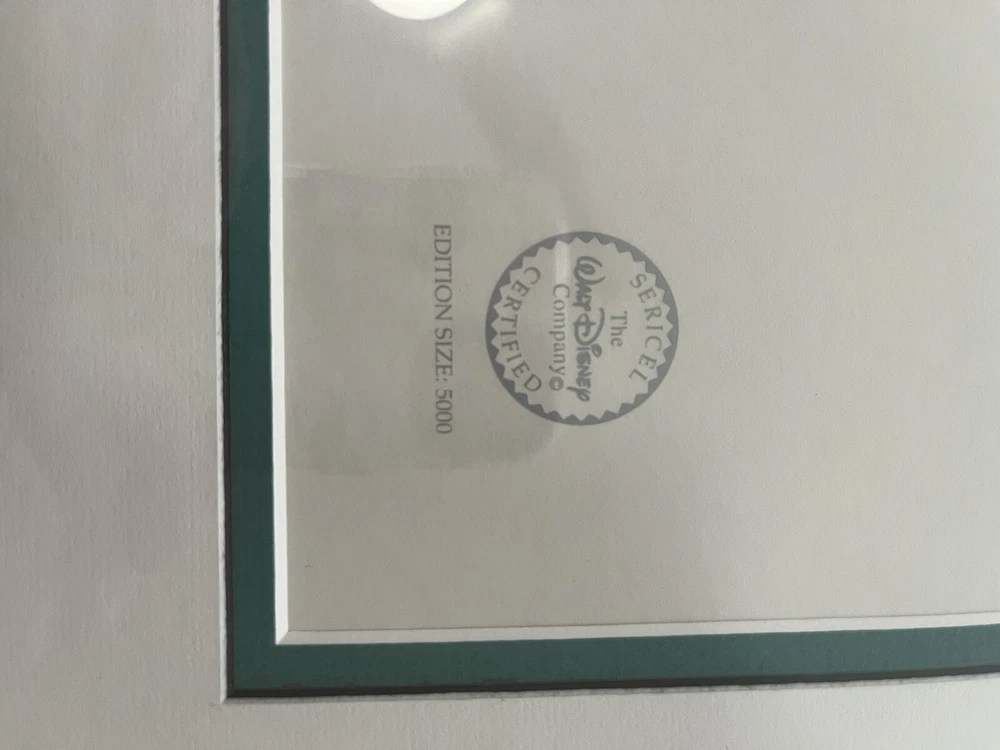 SERICEL
The
Walt Disney
Company©
CERTIFIED
EDITION SIZE: 5000